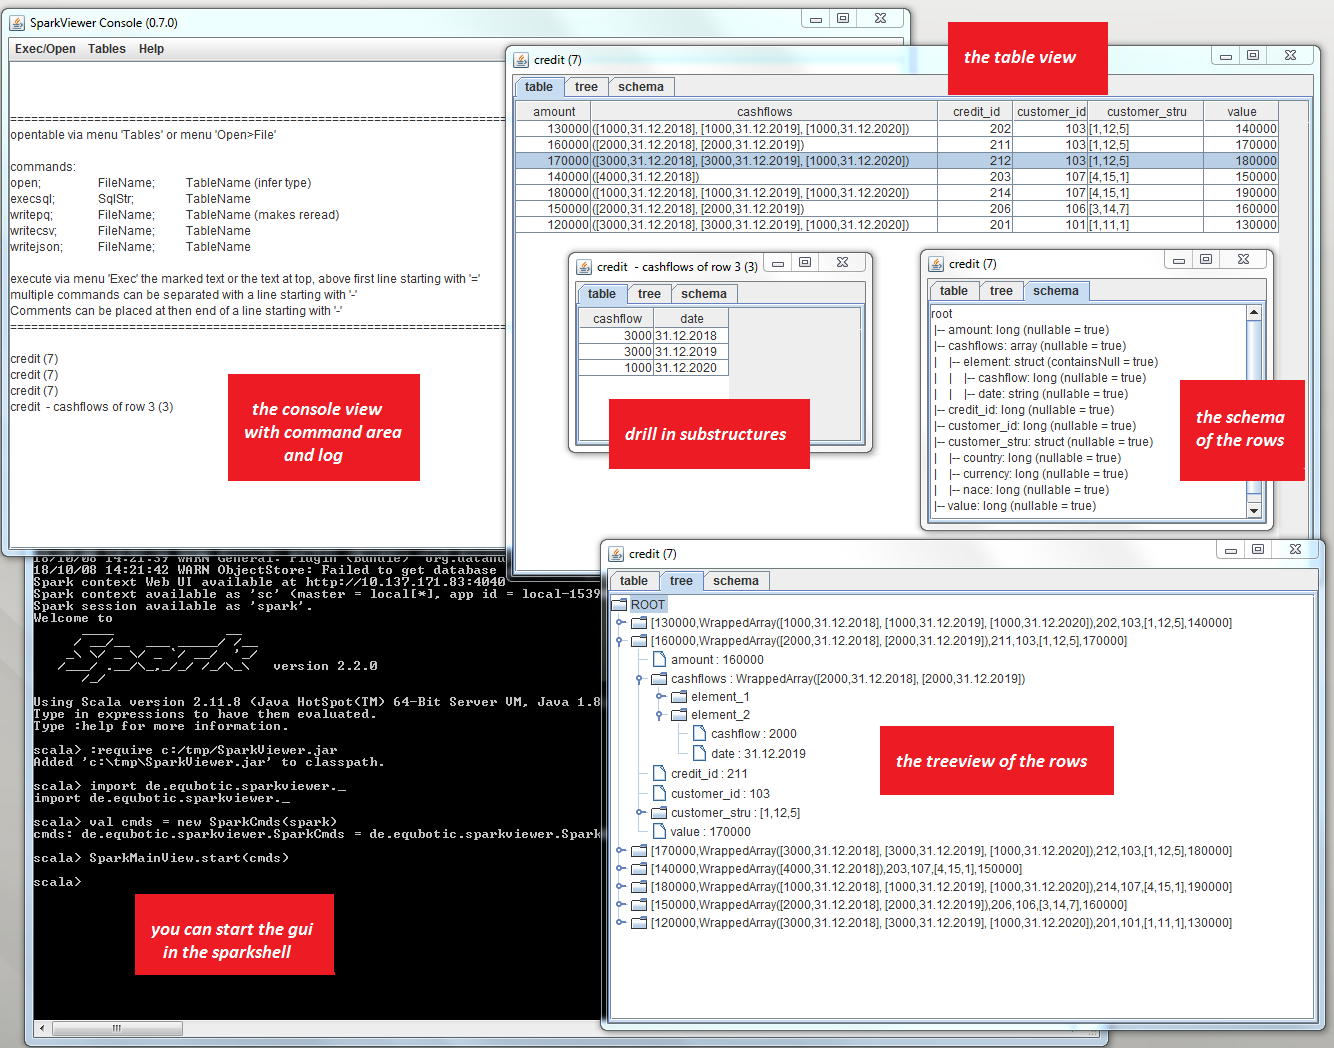 SparkViewer Console (0.7.0)
Exec/Open Tables Help
================================================
opentable via menu 'Tables' or menu 'Open>File'
commands:
open; FileName; TableName (infer type)
execsql; SqlStr; TableName
writepq; FileName; TableName (makes reread)
writecsv; FileName; TableName
writejson; FileName; TableName
execute via menu 'Exec' the marked text or the text at top, above first line starting with '='
multiple commands can be separated with a line starting with '-'
Comments can be placed at then end of a line starting with '-'
================================================
credit (7)
credit (7)
credit (7)
credit - cashflows of row 3 (3)
the console view
with command area
and log
credit (7)
the table view
table tree schema
amount cashflows credit_id customer_id customer_stru value
130000 ([1000,31.12.2018], [1000,31.12.2019], [1000,31.12.2020]) 202 103 [1,12,5] 140000
160000 ([2000,31.12.2018], [2000,31.12.2019]) 211 103 [1,12,5] 170000
170000 ([3000,31.12.2018], [3000,31.12.2019], [1000,31.12.2020]) 212 103 [1,12,5] 180000
140000 ([4000,31.12.2018]) 203 107 [4,15,1] 150000
180000 ([1000,31.12.2018], [1000,31.12.2019], [1000,31.12.2020]) 214 107 [4,15,1] 190000
150000 ([2000,31.12.2018], [2000,31.12.2019]) 206 106 [3,14,7] 160000
120000 ([3000,31.12.2018], [3000,31.12.2019], [1000,31.12.2020]) 201 101 [1,11,1] 130000
credit - cashflows of row 3 (3)
table tree schema
cashflow date
3000 31.12.2018
3000 31.12.2019
1000 31.12.2020
drill in substructures
credit (7)
table tree schema
root
|-- amount: long (nullable = true)
|-- cashflows: array (nullable = true)
| |-- element: struct (containsNull = true)
| | |-- cashflow: long (nullable = true)
| | |-- date: string (nullable = true)
|-- credit_id: long (nullable = true)
|-- customer_id: long (nullable = true)
|-- customer_stru: struct (nullable = true)
| |-- country: long (nullable = true)
| |-- currency: long (nullable = true)
| |-- nace: long (nullable = true)
|-- value: long (nullable = true)
the schema
of the rows
18/10/08 14:21:39 WARN General: Plugin (Bundle) "org.datanu
18/10/08 14:21:42 WARN ObjectStore: Failed to get database
Spark context Web UI available at http://10.137.171.83:4040
Spark context available as 'sc' (master = local[*], app id = local-1539
Spark session available as 'spark'.
Welcome to
version 2.2.0
Using Scala version 2.11.8 (Java HotSpot(TM) 64-Bit Server VM, Java 1.8
Type in expressions to have them evaluated.
Type :help for more information.
scala> :require c:/tmp/SparkViewer.jar
Added 'c:\tmp\SparkViewer.jar' to classpath.
scala> import de.equbotic.sparkviewer._
import de.equbotic.sparkviewer._
scala> val cmds = new SparkCmds(spark)
cmds: de.equbotic.sparkviewer.SparkCmds = de.equbotic.sparkviewer.Spark
scala> SparkMainView.start(cmds)
scala>
you can start the gui
in the sparkshell
credit (7)
table tree schema
ROOT
[130000,WrappedArray([1000,31.12.2018], [1000,31.12.2019], [1000,31.12.2020]),202,103,[1,12,5],140000]
[160000,WrappedArray([2000,31.12.2018], [2000,31.12.2019]),211,103,[1,12,5],170000]
amount : 160000
cashflows : WrappedArray([2000,31.12.2018], [2000,31.12.2019])
element_1
element_2
cashflow : 2000
date : 31.12.2019
credit_id : 211
customer_id : 103
customer_stru : [1,12,5]
value : 170000
[170000,WrappedArray([3000,31.12.2018], [3000,31.12.2019], [1000,31.12.2020]),212,103,[1,12,5],180000]
[140000,WrappedArray([4000,31.12.2018]),203,107,[4,15,1],150000]
[180000,WrappedArray([1000,31.12.2018], [1000,31.12.2019], [1000,31.12.2020]),214,107,[4,15,1],190000]
[150000,WrappedArray([2000,31.12.2018], [2000,31.12.2019]),206,106,[3,14,7],160000]
[120000,WrappedArray([3000,31.12.2018], [3000,31.12.2019], [1000,31.12.2020]),201,101,[1,11,1],130000]
the treeview of the rows